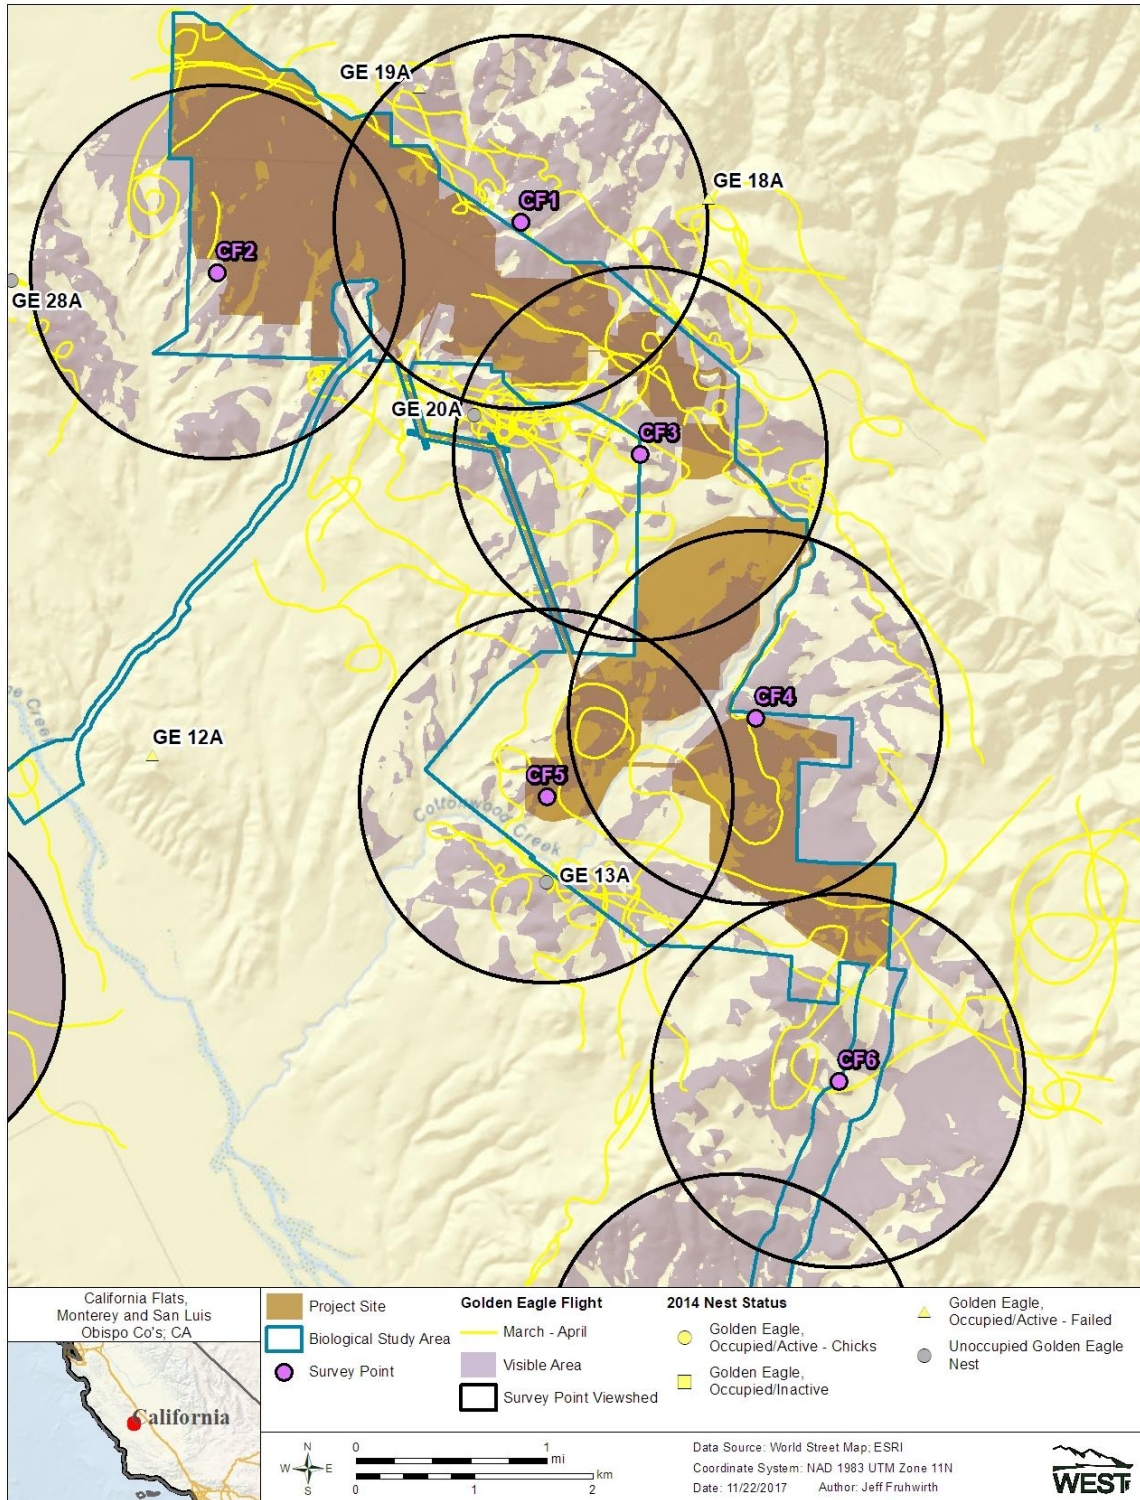 GE 19A
GE 18A
CF1
CF2
GE 28A
GE 20A
CF3
CF4
GE 12A
CF5
Cottonwood Creek
GE 13A
CF6
California Flats,
Monterey and San Luis
Obispo Co's; CA
California
Project Site
Biological Study Area
Survey Point
Golden Eagle Flight
March - April
Visible Area
Survey Point Viewshed
2014 Nest Status
Golden Eagle,
Occupied/Active - Chicks
Golden Eagle,
Occupied/Inactive
Golden Eagle,
Occupied/Active - Failed
Unoccupied Golden Eagle
Nest
N
W E
S
0 1
mi
km
0 1 2
Data Source: World Street Map; ESRI
Coordinate System: NAD 1983 UTM Zone 11N
Date: 11/22/2017 Author: Jeff Fruhwirth
WEST